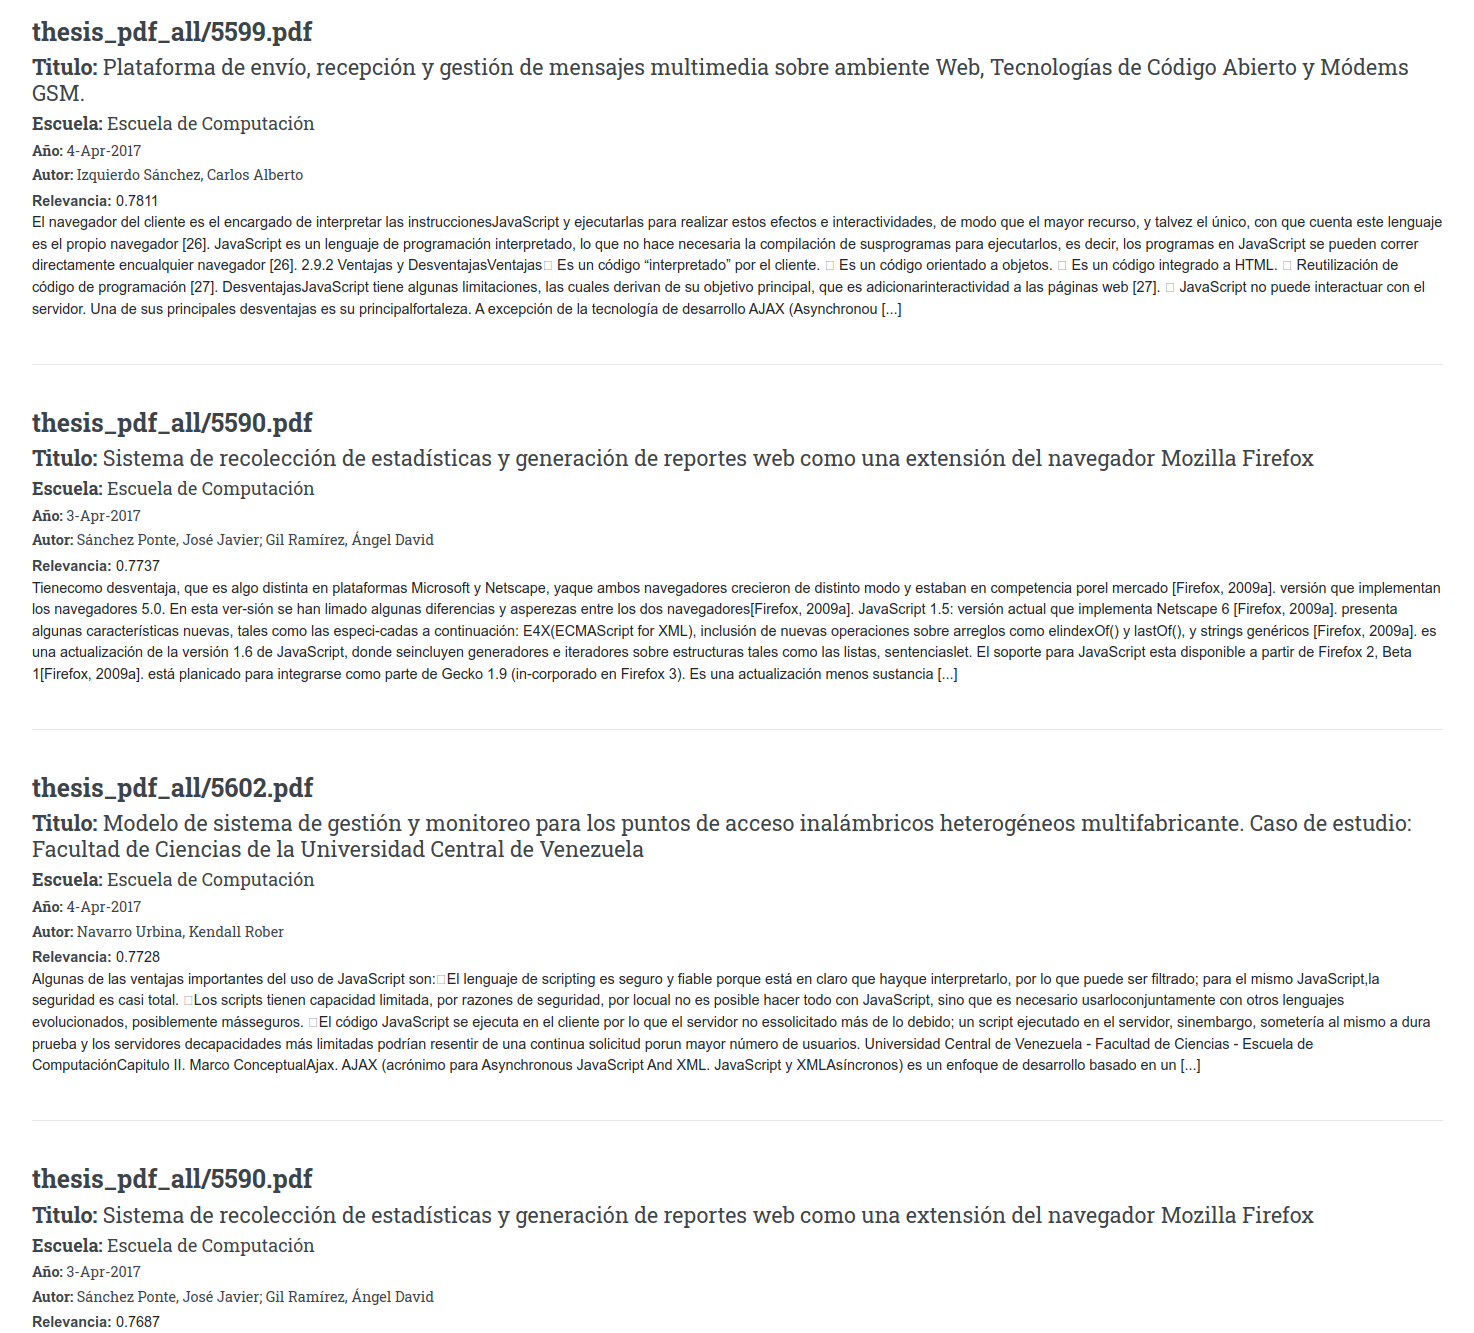 thesis_pdf_all/5599.pdf
Titulo: Plataforma de envío, recepción y gestión de mensajes multimedia sobre ambiente Web, Tecnologías de Código Abierto y Módems
GSM.
Escuela: Escuela de Computación
Año: 4-Apr-2017
Autor: Izquierdo Sánchez, Carlos Alberto
Relevancia: 0.7811
El navegador del cliente es el encargado de interpretar las instruccionesJavaScript y ejecutarlas para realizar estos efectos e interactividades, de modo que el mayor recurso, y talvez el único, con que cuenta este lenguaje
es el propio navegador [26]. JavaScript es un lenguaje de programación interpretado, lo que no hace necesaria la compilación de susprogramas para ejecutarlos, es decir, los programas en JavaScript se pueden correr
directamente encualquier navegador [26]. 2.9.2 Ventajas y DesventajasVentajas Es un código “interpretado” por el cliente.  Es un código orientado a objetos.  Es un código integrado a HTML.  Reutilización de
código de programación [27]. DesventajasJavaScript tiene algunas limitaciones, las cuales derivan de su objetivo principal, que es adicionarinteractividad a las páginas web [27].  JavaScript no puede interactuar con el
servidor. Una de sus principales desventajas es su principalfortaleza. A excepción de la tecnología de desarrollo AJAX (Asynchronou [...]
thesis_pdf_all/5590.pdf
Titulo: Sistema de recolección de estadísticas y generación de reportes web como una extensión del navegador Mozilla Firefox
Escuela: Escuela de Computación
Año: 3-Apr-2017
Autor: Sánchez Ponte, José Javier; Gil Ramírez, Ángel David
Relevancia: 0.7737
Tienecomo desventaja, que es algo distinta en plataformas Microsoft y Netscape, yaque ambos navegadores crecieron de distinto modo y estaban en competencia porel mercado [Firefox, 2009a]. versión que implementan
los navegadores 5.0. En esta ver-sión se han limado algunas diferencias y asperezas entre los dos navegadores[Firefox, 2009a]. JavaScript 1.5: versión actual que implementa Netscape 6 [Firefox, 2009a]. presenta
algunas características nuevas, tales como las especi-cadas a continuación: E4X(ECMAScript for XML), inclusión de nuevas operaciones sobre arreglos como elindexOf() y lastOf(), y strings genéricos [Firefox, 2009a]. es
una actualización de la versión 1.6 de JavaScript, donde seincluyen generadores e iteradores sobre estructuras tales como las listas, sentenciaslet. El soporte para JavaScript esta disponible a partir de Firefox 2, Beta
1[Firefox, 2009a]. está planicado para integrarse como parte de Gecko 1.9 (in-corporado en Firefox 3). Es una actualización menos sustancia [...]
thesis_pdf_all/5602.pdf
Titulo: Modelo de sistema de gestión y monitoreo para los puntos de acceso inalámbricos heterogéneos multifabricante. Caso de estudio:
Facultad de Ciencias de la Universidad Central de Venezuela
Escuela: Escuela de Computación
Año: 4-Apr-2017
Autor: Navarro Urbina, Kendall Rober
Relevancia: 0.7728
Algunas de las ventajas importantes del uso de JavaScript son:El lenguaje de scripting es seguro y fiable porque está en claro que hayque interpretarlo, por lo que puede ser filtrado; para el mismo JavaScript,la
seguridad es casi total. Los scripts tienen capacidad limitada, por razones de seguridad, por locual no es posible hacer todo con JavaScript, sino que es necesario usarloconjuntamente con otros lenguajes
evolucionados, posiblemente másseguros. El código JavaScript se ejecuta en el cliente por lo que el servidor no essolicitado más de lo debido; un script ejecutado en el servidor, sinembargo, sometería al mismo a dura
prueba y los servidores decapacidades más limitadas podrían resentir de una continua solicitud porun mayor número de usuarios. Universidad Central de Venezuela - Facultad de Ciencias - Escuela de
ComputaciónCapitulo II. Marco ConceptualAjax. AJAX (acrónimo para Asynchronous JavaScript And XML. JavaScript y XMLAsíncronos) es un enfoque de desarrollo basado en un [...]
thesis_pdf_all/5590.pdf
Titulo: Sistema de recolección de estadísticas y generación de reportes web como una extensión del navegador Mozilla Firefox
Escuela: Escuela de Computación
Año: 3-Apr-2017
Autor: Sánchez Ponte, José Javier; Gil Ramírez, Ángel David
Relevancia: 0.7687